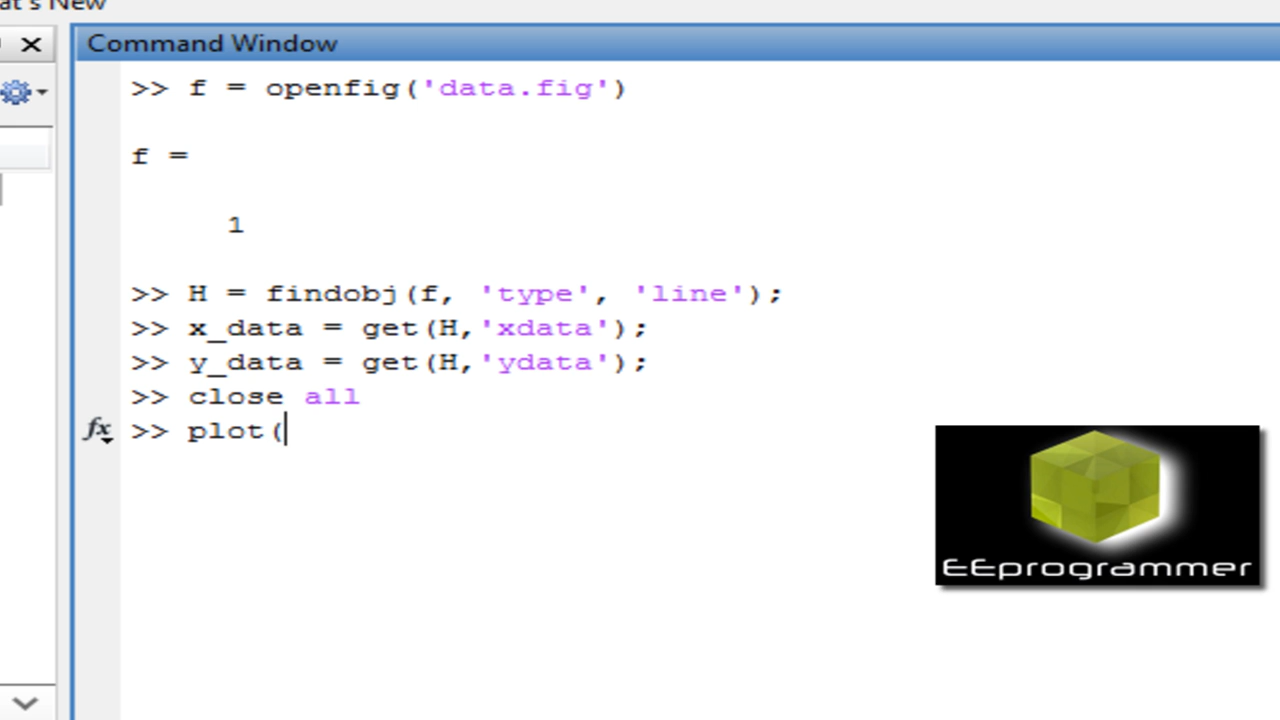 at's New
Command Window
>> f = openfig('data.fig')
f =
1
>> H = findobj(f, 'type', 'line');
>> x_data = get(H,'xdata');
>> y_data = get(H,'ydata');
>> close all
fx >> plot(
EEprogrammer